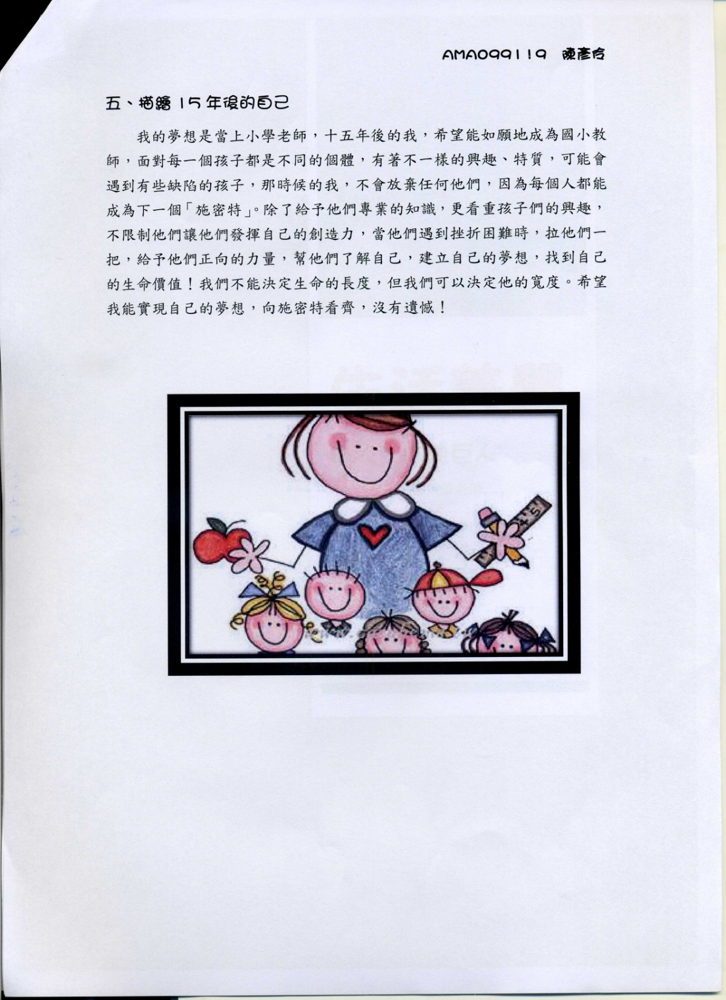 AMA099119 陳彥伶
五、描繪 15 年後的自己
我的夢想是當上小學老師，十五年後的我，希望能如願地成為國小教
師，面對每一個孩子都是不同的個體，有著不一樣的興趣、特質，可能會
遇到有些缺陷的孩子，那時候的我，不會放棄任何他們，因為每個人都能
成為下一個「施密特」。除了給予他們專業的知識，更看重孩子們的興趣，
不限制他們讓他們發揮自己的創造力，當他們遇到挫折困難時，拉他們一
把，給予他們正向的力量，幫他們了解自己，建立自己的夢想，找到自己
的生命價值！我們不能決定生命的長度，但我們可以決定他的寬度。希望
我能實現自己的夢想，向施密特看齊，沒有遺憾！
4 5